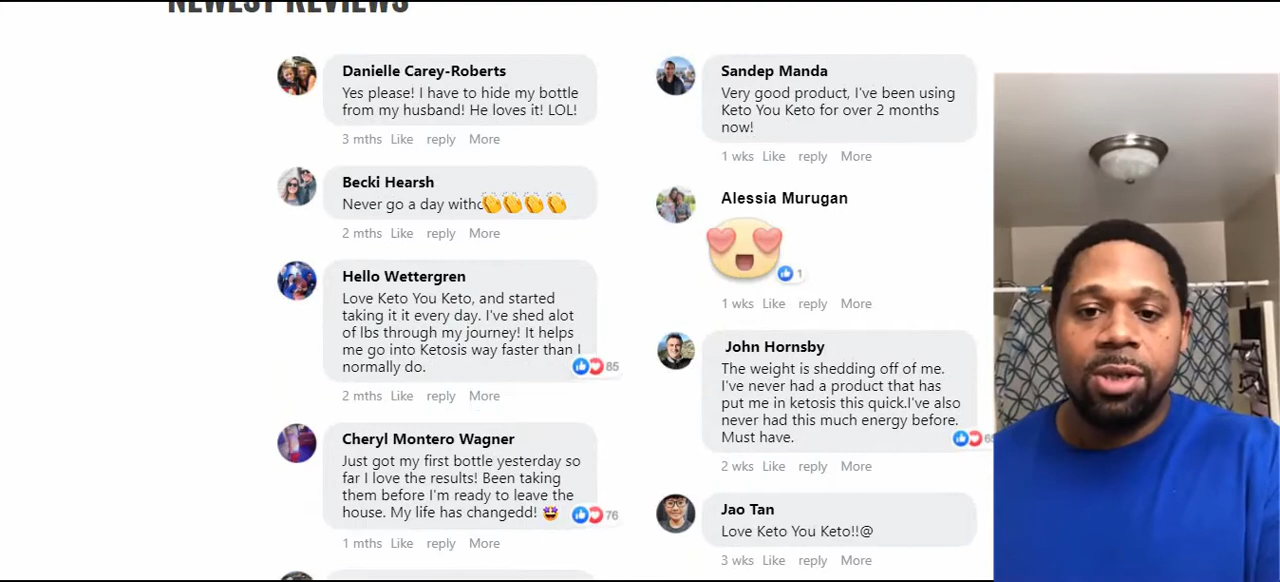 NEWEST REVIEWS
Danielle Carey-Roberts
Yes please! I have to hide my bottle
from my husband! He loves it! LOL!
3 mths Like reply More
Becki Hearsh
Never go a day witho
2 mths Like reply More
Hello Wettergren
Love Keto You Keto, and started
taking it it every day. I've shed alot
of lbs through my journey! It helps
me go into Ketosis way faster than I
normally do.
85
2 mths Like reply More
Cheryl Montero Wagner
Just got my first bottle yesterday so
far I love the results! Been taking
them before I'm ready to leave the
house. My life has changedd! 🤩
76
1 mths Like reply More
Sandep Manda
Very good product, I've been using
Keto You Keto for over 2 months
now!
1 wks Like reply More
Alessia Murugan
1
1 wks Like reply More
John Hornsby
The weight is shedding off of me.
I've never had a product that has
put me in ketosis this quick.I've also
never had this much energy before.
Must have.
2 wks Like reply More
Jao Tan
Love Keto You Keto!!@
3 wks Like reply More